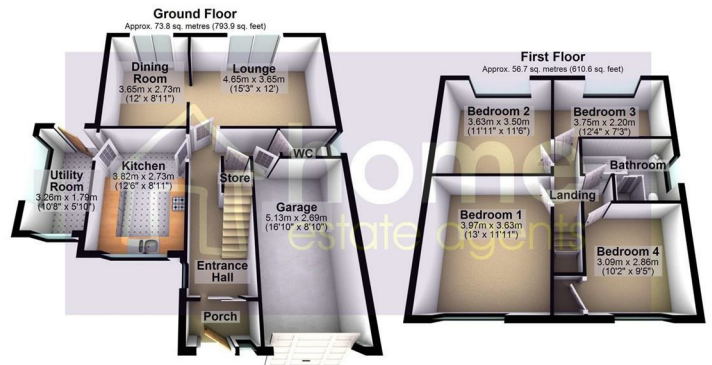 Ground Floor
Approx. 73.8 sq. metres (793.9 sq. feet)
Dining
Room
3.65m x 2.73m
(12' x 8'11")
Lounge
4.65m x 3.65m
(15'3" x 12')
Utility
Room
3.26m x 1.79m
(10'8" x 5'10")
Kitchen
3.82m x 2.73m
(12'6" x 8'11")
WC
Store
Garage
5.13m x 2.69m
(16'10" x 8'10")
Entrance
Hall
Porch
First Floor
Approx. 56.7 sq. metres (610.6 sq. feet)
Bedroom 2
3.63m x 3.50m
(11'11" x 11'6")
Bedroom 3
3.75m x 2.20m
(12'4" x 7'3")
Bathroom
Landing
Bedroom 1
3.97m x 3.63m
(13' x 11'11")
Bedroom 4
3.09m x 2.86m
(10'2" x 9'5")
home
estate agents